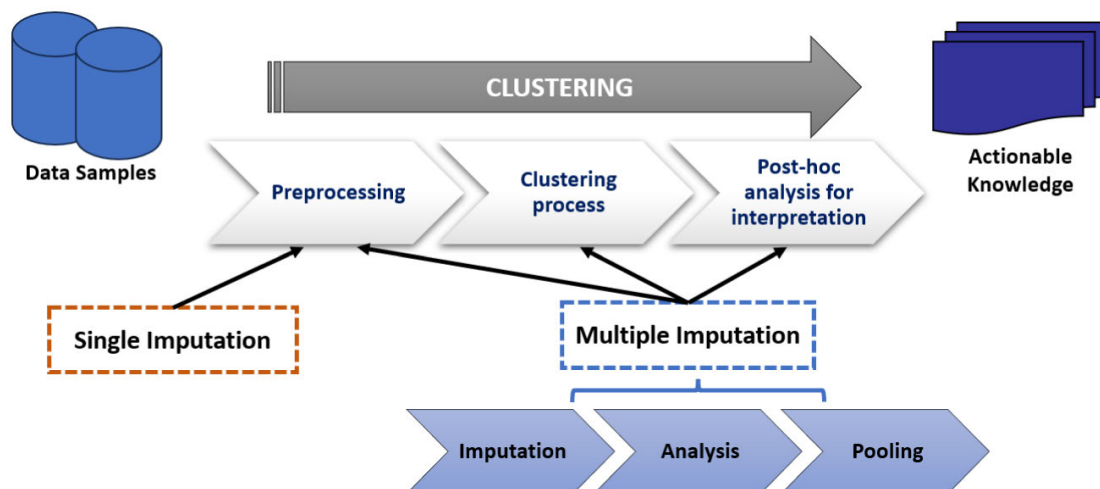 CLUSTERING
Data Samples
Actionable
Knowledge
Preprocessing
Clustering
process
Post-hoc
analysis for
interpretation
Single Imputation
Multiple Imputation
Imputation
Analysis
Pooling